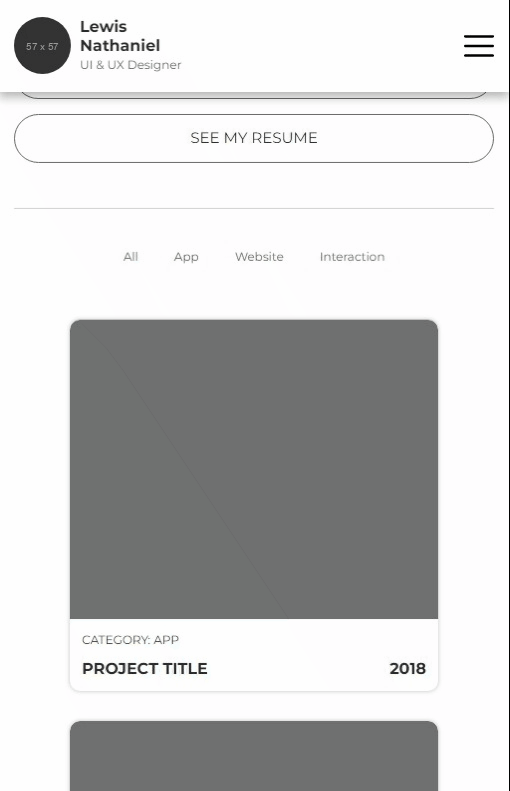 57 x 57
Lewis
Nathaniel
UI & UX Designer
SEE MY RESUME
All App Website Interaction
CATEGORY: APP
PROJECT TITLE 2018